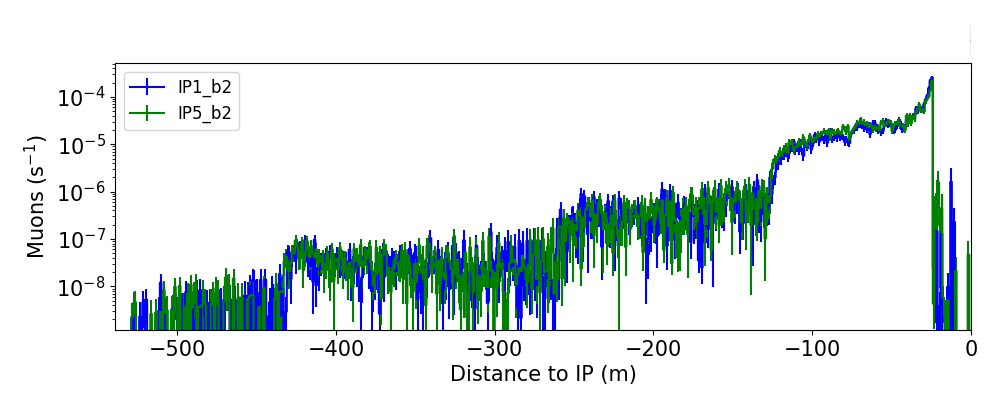 IP1_b2
IP5_b2
Muons (s⁻¹)
10⁻⁴
10⁻⁵
10⁻⁶
10⁻⁷
10⁻⁸
−500 −400 −300 −200 −100 0
Distance to IP (m)